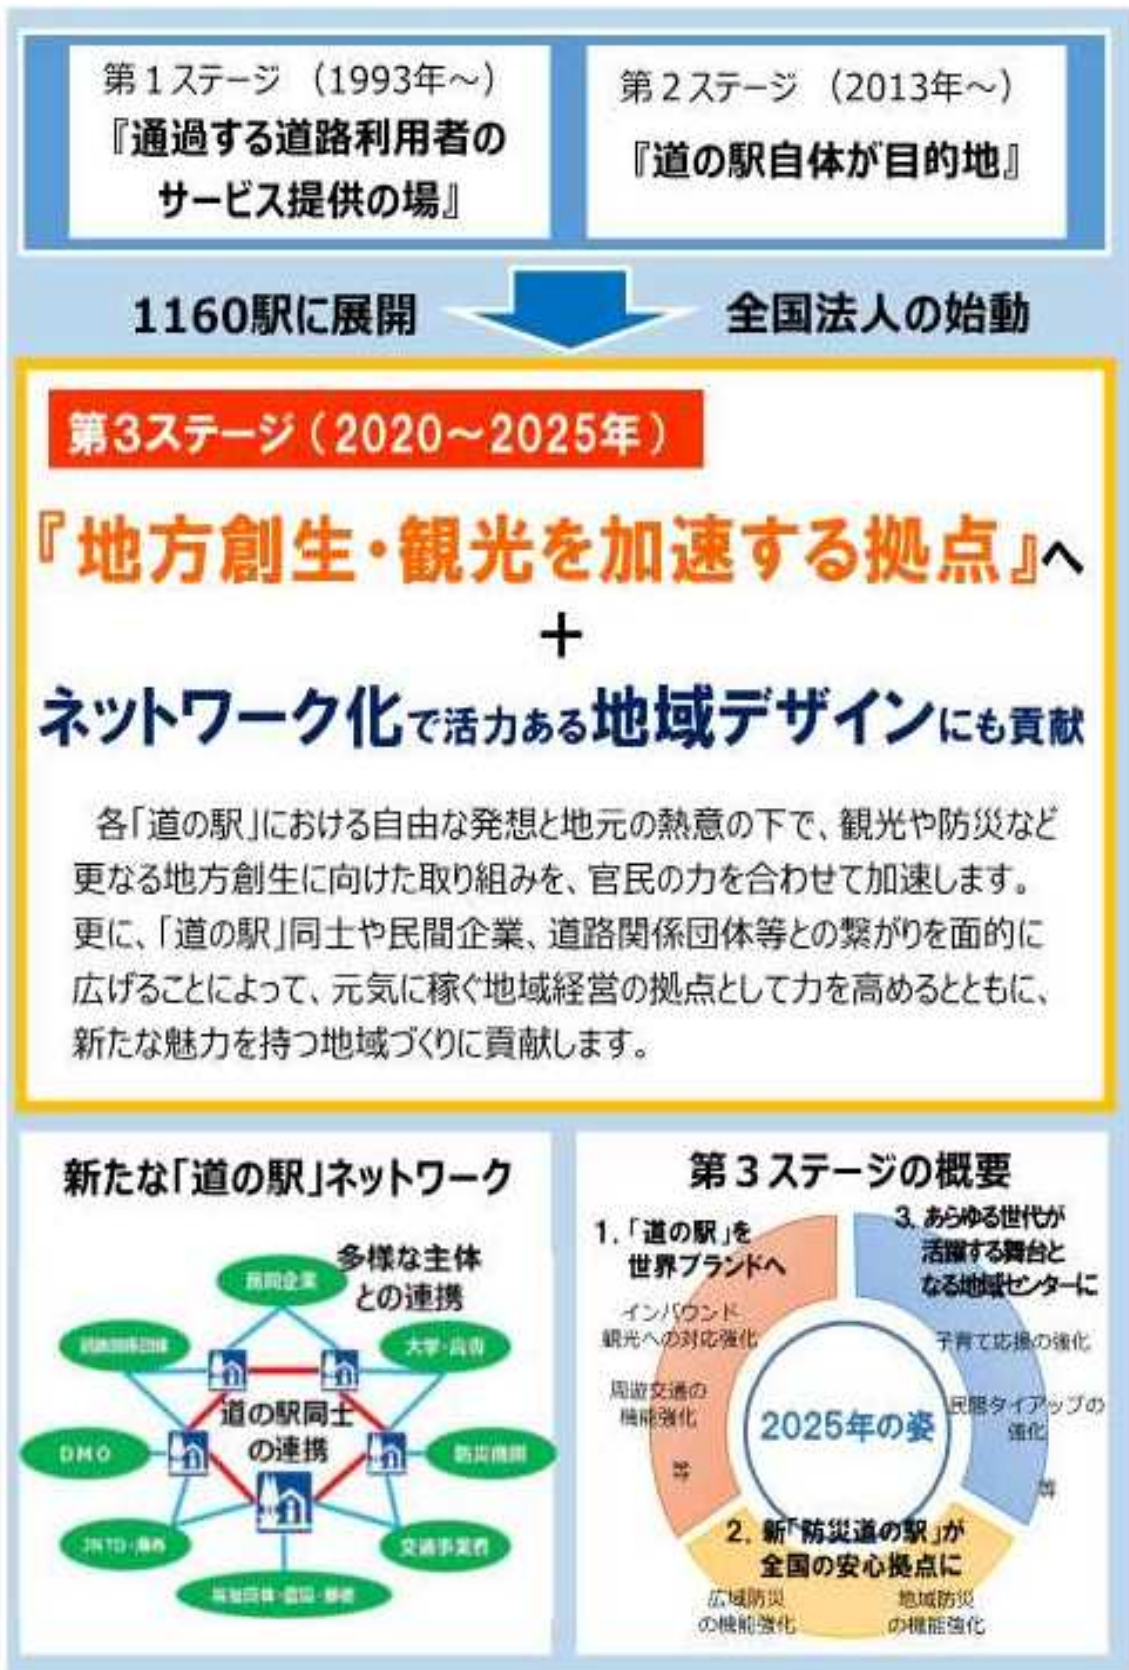 第1ステージ （1993年～）
『通過する道路利用者の
サービス提供の場』
第2ステージ （2013年～）
『道の駅自体が目的地』
1160駅に展開
全国法人の始動
第3ステージ（2020～2025年）
『地方創生・観光を加速する拠点』へ
＋
ネットワーク化で活力ある地域デザインにも貢献
各「道の駅」における自由な発想と地元の熱意の下で、観光や防災など
更なる地方創生に向けた取り組みを、官民の力を合わせて加速します。
更に、「道の駅」同士や民間企業、道路関係団体等との繋がりを面的に
広げることによって、元気に稼ぐ地域経営の拠点として力を高めるとともに、
新たな魅力を持つ地域づくりに貢献します。
新たな「道の駅」ネットワーク
多様な主体
との連携
民間企業
道路関係団体
大学・高専
道の駅同士
の連携
DMO
防災機関
JNTO・海外
交通事業者
第3ステージの概要
1. 「道の駅」を
世界ブランドへ
インバウンド
観光への対応強化
周遊交通の
機能強化
等
3. あらゆる世代が
活躍する舞台と
なる地域センターに
子育て応援の強化
民間タイアップの
強化
等
2025年の姿
2. 新「防災道の駅」が
全国の安心拠点に
広域防災
の機能強化
地域防災
の機能強化